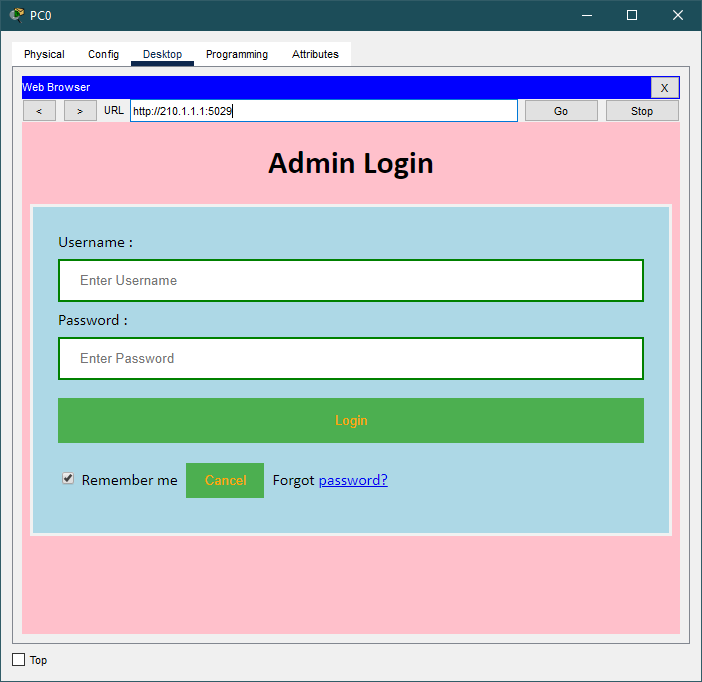 PC0
Physical Config Desktop Programming Attributes
Web Browser X
< > URL http://210.1.1.1:5029 Go Stop
Admin Login
Username :
Enter Username
Password :
Enter Password
Login
Remember me Cancel Forgot password?
Top